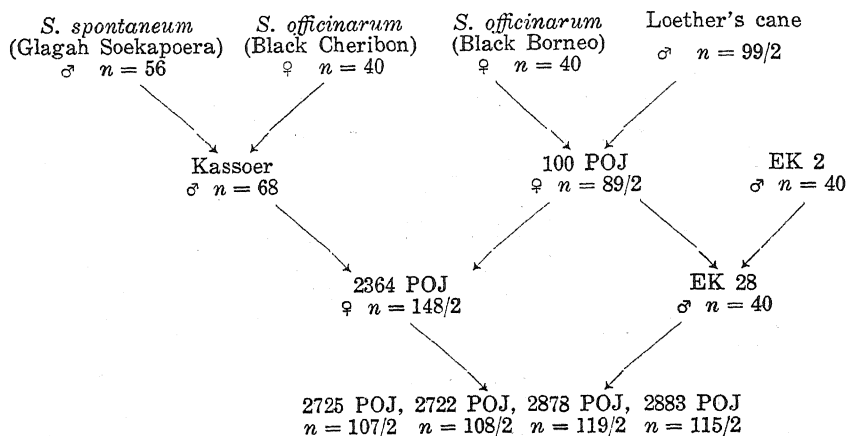 S. spontaneum
(Glagah Soekapoera)
♂ n = 56
S. officinarum
(Black Cheribon)
♀ n = 40
S. officinarum
(Black Borneo)
♀ n = 40
Loether's cane
♂ n = 99/2
Kassoer
♂ n = 68
100 POJ
♀ n = 89/2
EK 2
♂ n = 40
2364 POJ
♀ n = 148/2
EK 28
♂ n = 40
2725 POJ, 2722 POJ, 2878 POJ, 2883 POJ
n = 107/2 n = 108/2 n = 119/2 n = 115/2